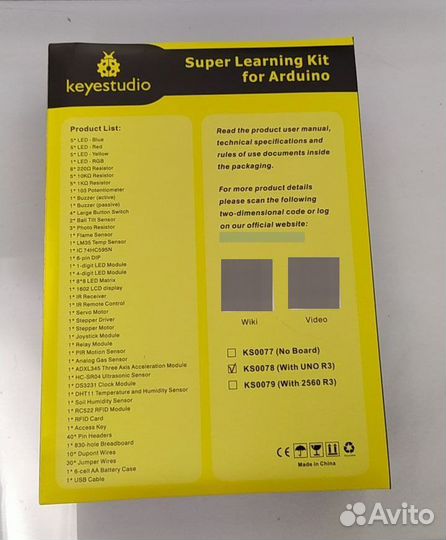 keyestudio
Super Learning Kit
for Arduino
Product List:
5* LED - Blue
5* LED - Red
5* LED - Yellow
1* LED - RGB
8* 220Ω Resistor
5* 10KΩ Resistor
5* 1KΩ Resistor
1* 103 Potentiometer
1* Buzzer (active)
1* Buzzer (passive)
4* Large Button Switch
2* Ball Tilt Sensor
3* Photo Resistor
1* Flame Sensor
1* LM35 Temp Sensor
1* IC 74HC595N
1* 6-pin DIP
1* 1-digit LED Module
1* 4-digit LED Module
1* 8*8 LED Matrix
1* 1602 LCD display
1* IR Receiver
1* IR Remote Control
1* Servo Motor
1* Stepper Driver
1* Stepper Motor
1* Joystick Module
1* Relay Module
1* PIR Motion Sensor
1* Analog Gas Sensor
1* ADXL345 Three Axis Acceleration Module
1* HC-SR04 Ultrasonic Sensor
1* DS3231 Clock Module
1* DHT11 Temperature and Humidity Sensor
1* Soil Humidity Sensor
1* RC522 RFID Module
1* RFID Card
1* Access Key
40* Pin Headers
1* 830-hole Breadboard
10* Dupont Wires
30* Jumper Wires
1* 6-cell AA Battery Case
1* USB Cable
Read the product user manual,
technical specifications and
rules of use documents inside
the packaging.
For more product details
please scan the following
two-dimensional code or log
on our official website:
Wiki
Video
KS0077 (No Board)
KS0078 (With UNO R3)
KS0079 (With 2560 R3)
CE
Made in China
Avito